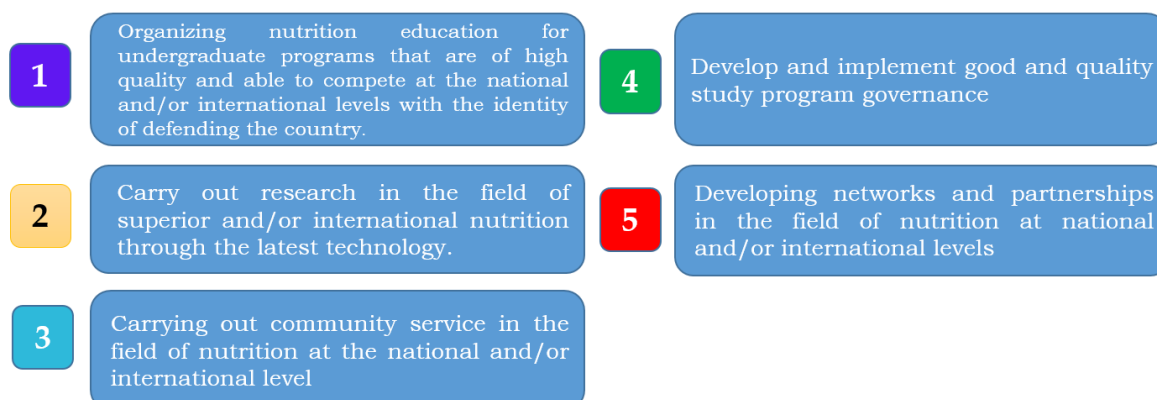 1
Organizing nutrition education for
undergraduate programs that are of high
quality and able to compete at the national
and/or international levels with the identity
of defending the country.
2
Carry out research in the field of
superior and/or international nutrition
through the latest technology.
3
Carrying out community service in the
field of nutrition at the national and/or
international level
4
Develop and implement good and quality
study program governance
5
Developing networks and partnerships
in the field of nutrition at national
and/or international levels